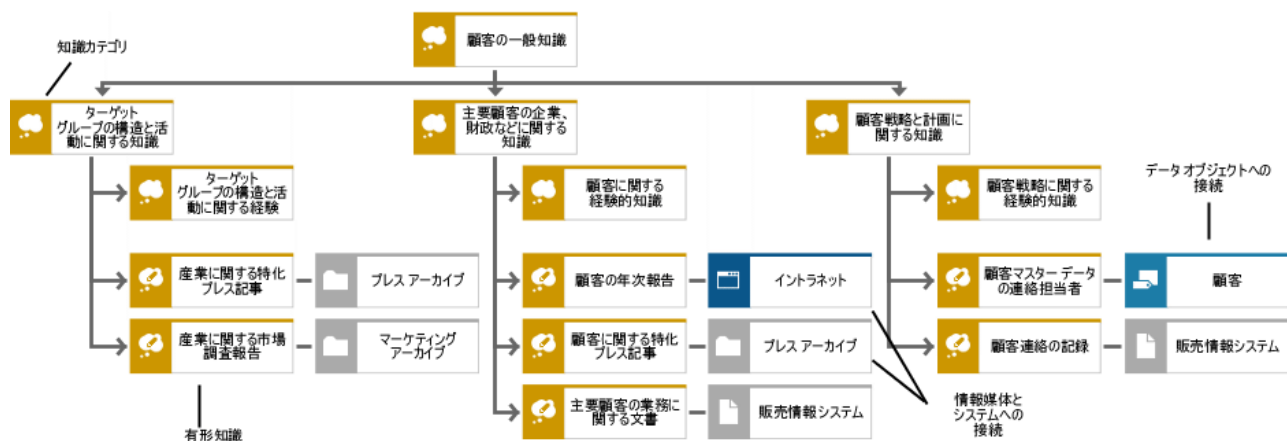 顧客の一般知識
知識カテゴリ
ターゲット
グループの構造と活
動に関する知識
主要顧客の企業、
財政などに関する
知識
顧客戦略と計画に
関する知識
ターゲット
グループの構造と活
動に関する経験
顧客に関する
経験的知識
顧客戦略に関する
経験的知識
データ オブジェクトへの
接続
産業に関する特化
プレス記事
プレス アーカイブ
顧客の年次報告
イントラネット
顧客マスター データ
の連絡担当者
顧客
産業に関する市場
調査報告
マーケティング
アーカイブ
顧客に関する特化
プレス記事
プレス アーカイブ
顧客連絡の記録
販売情報システム
主要顧客の業務に
関する文書
販売情報システム
情報媒体と
システムへの
接続
有形知識